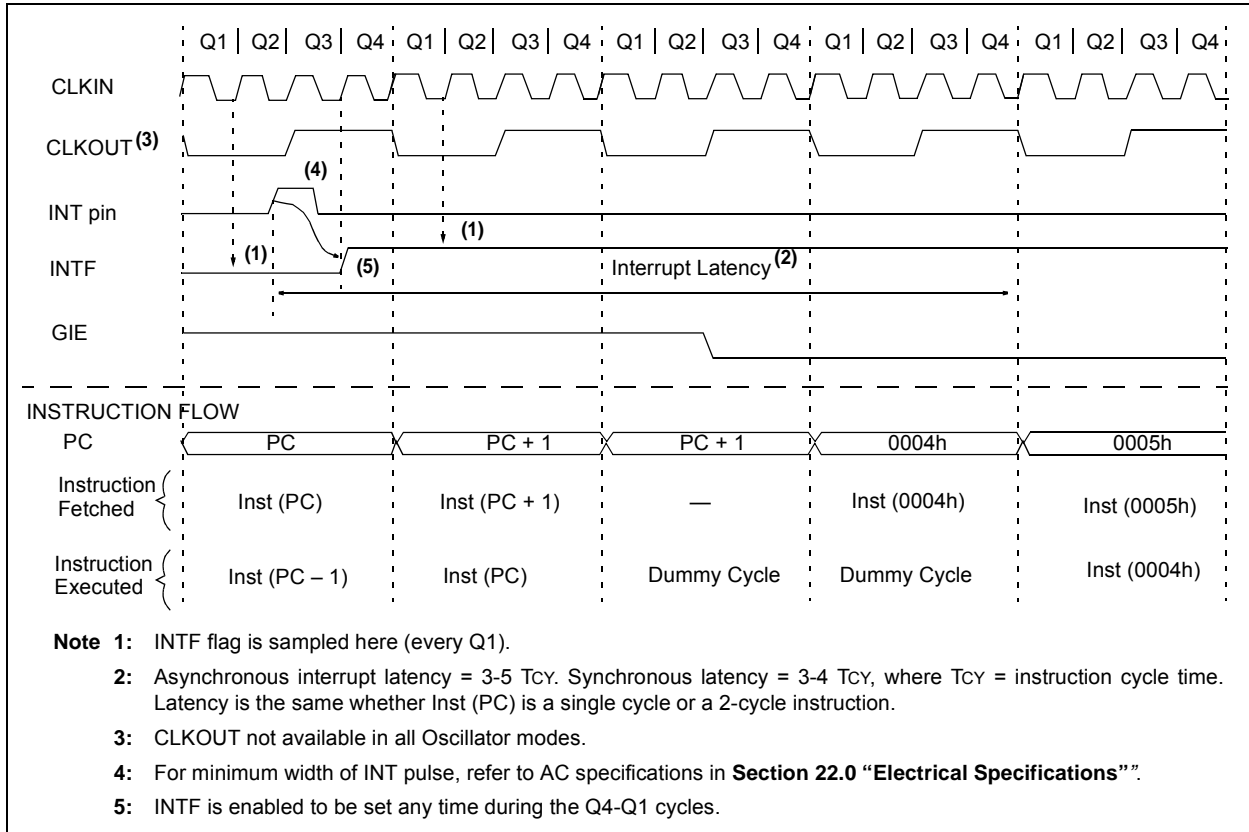 Q1 Q2 Q3 Q4 Q1 Q2 Q3 Q4 Q1 Q2 Q3 Q4 Q1 Q2 Q3 Q4 Q1 Q2 Q3 Q4
CLKIN
CLKOUT (3)
(4)
INT pin
(1) (1)
INTF (5) Interrupt Latency (2)
GIE
INSTRUCTION FLOW
PC PC PC + 1 PC + 1 0004h 0005h
Instruction
Fetched Inst (PC) Inst (PC + 1) — Inst (0004h) Inst (0005h)
Instruction
Executed Inst (PC – 1) Inst (PC) Dummy Cycle Dummy Cycle Inst (0004h)
Note 1: INTF flag is sampled here (every Q1).
2: Asynchronous interrupt latency = 3-5 TCY. Synchronous latency = 3-4 TCY, where TCY = instruction cycle time.
Latency is the same whether Inst (PC) is a single cycle or a 2-cycle instruction.
3: CLKOUT not available in all Oscillator modes.
4: For minimum width of INT pulse, refer to AC specifications in Section 22.0 “Electrical Specifications””.
5: INTF is enabled to be set any time during the Q4-Q1 cycles.